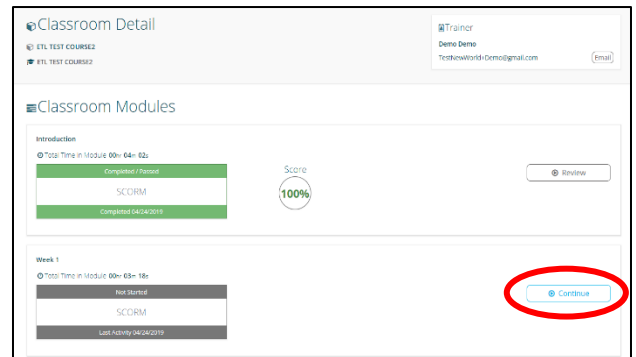 Classroom Detail
ETL TEST COURSE2
ETL TEST COURSE2
Trainer
Demo Demo
TestNewWorld+Demo@gmail.com
Email
Classroom Modules
Introduction
Total Time in Module 00hr 04m 02s
Completed / Passed
SCORM
Completed 04/24/2019
Score
100%
Review
Week 1
Total Time in Module 00hr 03m 18s
Not Started
SCORM
Last Activity 04/24/2019
Continue